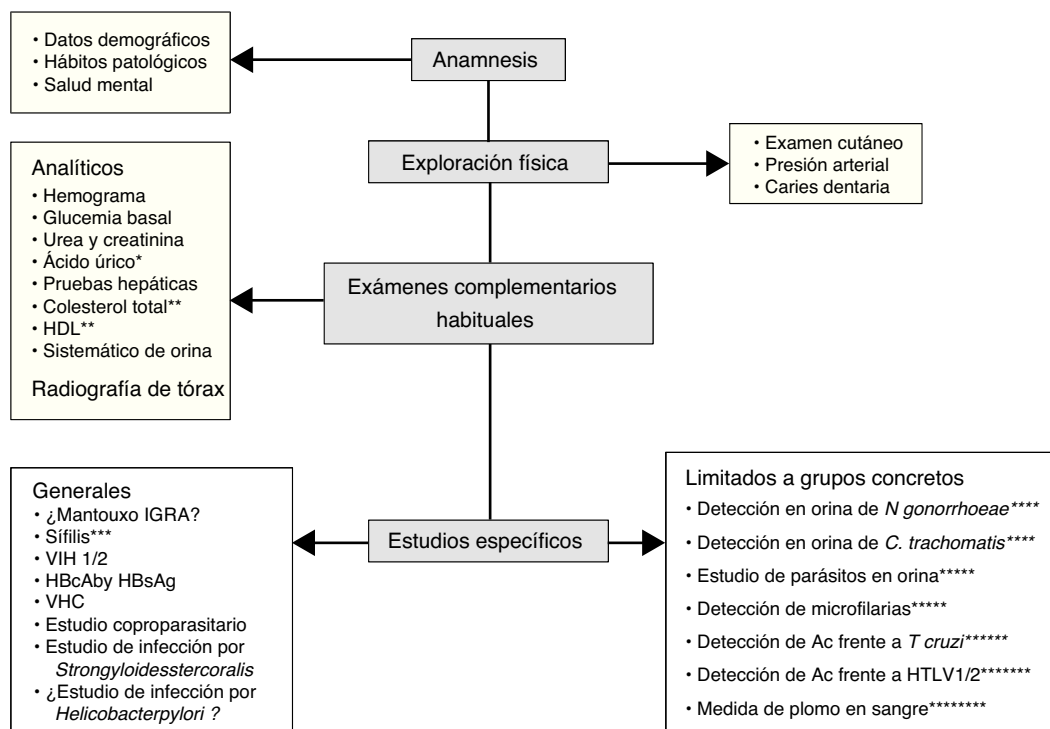 • Datos demográficos
• Hábitos patológicos
• Salud mental
Anamnesis
Exploración física
• Examen cutáneo
• Presión arterial
• Caries dentaria
Analíticos
• Hemograma
• Glucemia basal
• Urea y creatinina
• Ácido úrico*
• Pruebas hepáticas
• Colesterol total**
• HDL**
• Sistemático de orina
Radiografía de tórax
Exámenes complementarios
habituales
Generales
• ¿Mantouxo IGRA?
• Sífilis***
• VIH 1/2
• HBcAby HBsAg
• VHC
• Estudio coproparasitario
• Estudio de infección por
Strongyloidesstercoralis
• ¿Estudio de infección por
Helicobacterpylori ?
Estudios específicos
Limitados a grupos concretos
• Detección en orina de N gonorrhoeae****
• Detección en orina de C. trachomatis****
• Estudio de parásitos en orina*****
• Detección de microfilarias*****
• Detección de Ac frente a T cruzi******
• Detección de Ac frente a HTLV1/2*******
• Medida de plomo en sangre********